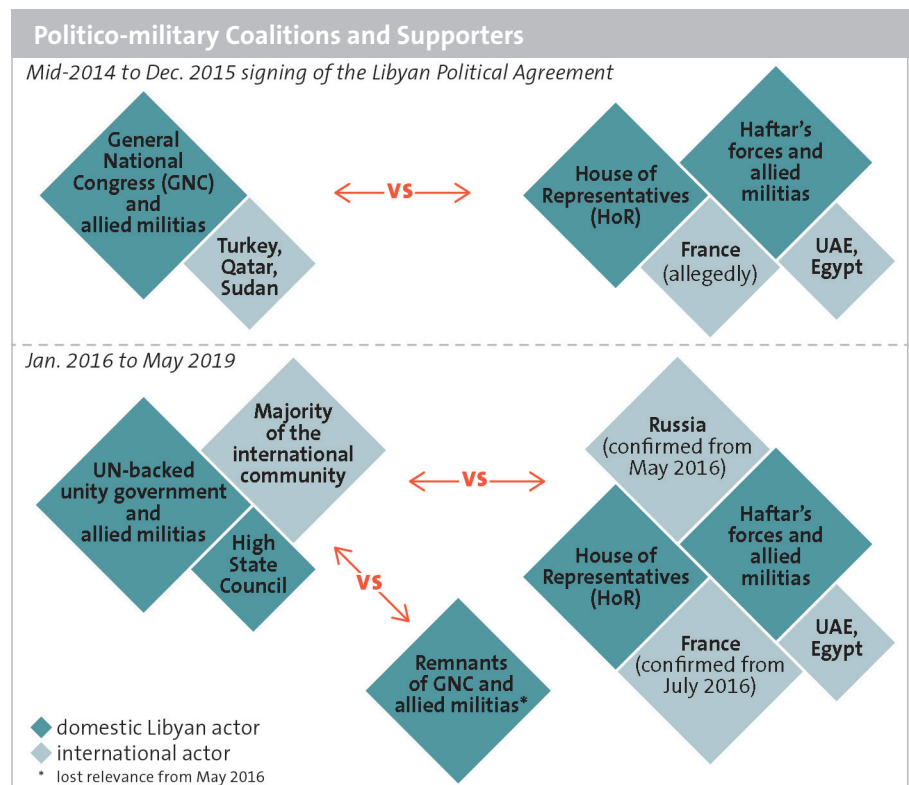 Politico-military Coalitions and Supporters
Mid-2014 to Dec. 2015 signing of the Libyan Political Agreement
General
National
Congress (GNC)
and
allied militias
Turkey,
Qatar,
Sudan
vs
House of
Representatives
(HoR)
Haftar's
forces and
allied
militias
France
(allegedly)
UAE,
Egypt
Jan. 2016 to May 2019
UN-backed
unity government
and
allied militias
Majority
of the
international
community
High
State
Council
vs
vs
Remnants
of GNC and
allied militias*
Russia
(confirmed from
May 2016)
House of
Representatives
(HoR)
Haftar's
forces and
allied
militias
France
(confirmed from
July 2016)
UAE,
Egypt
domestic Libyan actor
international actor
* lost relevance from May 2016